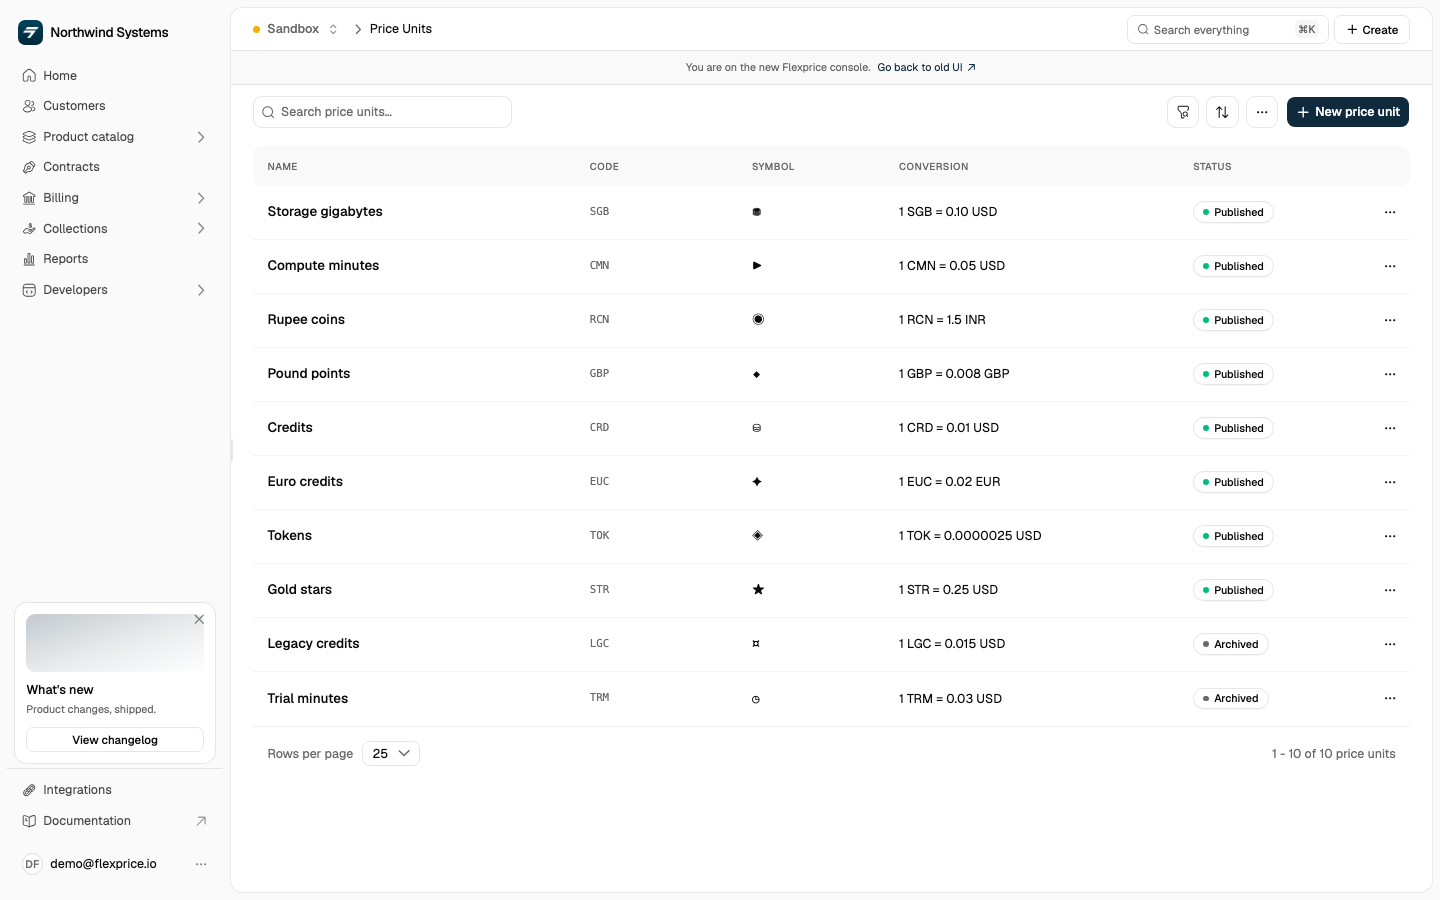 Northwind Systems
Home
Customers
Product catalog
Contracts
Billing
Collections
Reports
Developers
What's new
Product changes, shipped.
View changelog
Integrations
Documentation
DF demo@flexprice.io
Sandbox Price Units
Search everything ⌘K
Create
You are on the new Flexprice console. Go back to old UI
Search price units...
New price unit
NAME CODE SYMBOL CONVERSION STATUS
Storage gigabytes SGB 1 SGB = 0.10 USD Published
Compute minutes CMN ▶ 1 CMN = 0.05 USD Published
Rupee coins RCN ◉ 1 RCN = 1.5 INR Published
Pound points GBP ◆ 1 GBP = 0.008 GBP Published
Credits CRD 1 CRD = 0.01 USD Published
Euro credits EUC ✦ 1 EUC = 0.02 EUR Published
Tokens TOK ◈ 1 TOK = 0.0000025 USD Published
Gold stars STR ★ 1 STR = 0.25 USD Published
Legacy credits LGC ¤ 1 LGC = 0.015 USD Archived
Trial minutes TRM ◷ 1 TRM = 0.03 USD Archived
Rows per page 25
1 - 10 of 10 price units